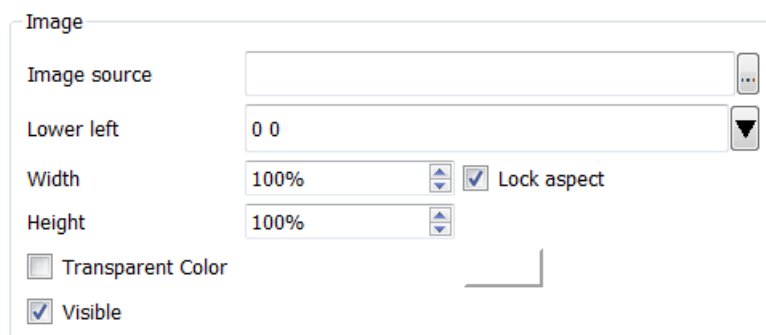 Image
Image source ...
Lower left 0 0
Width 100% Lock aspect
Height 100%
Transparent Color
Visible